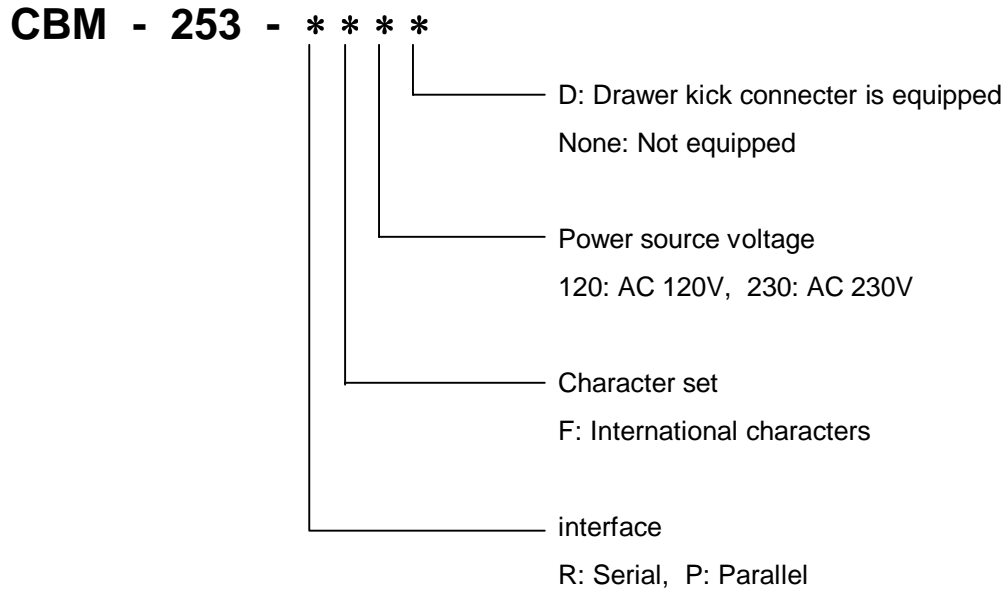 CBM - 253 - * * * *
D: Drawer kick connecter is equipped
None: Not equipped
Power source voltage
120: AC 120V, 230: AC 230V
Character set
F: International characters
interface
R: Serial, P: Parallel